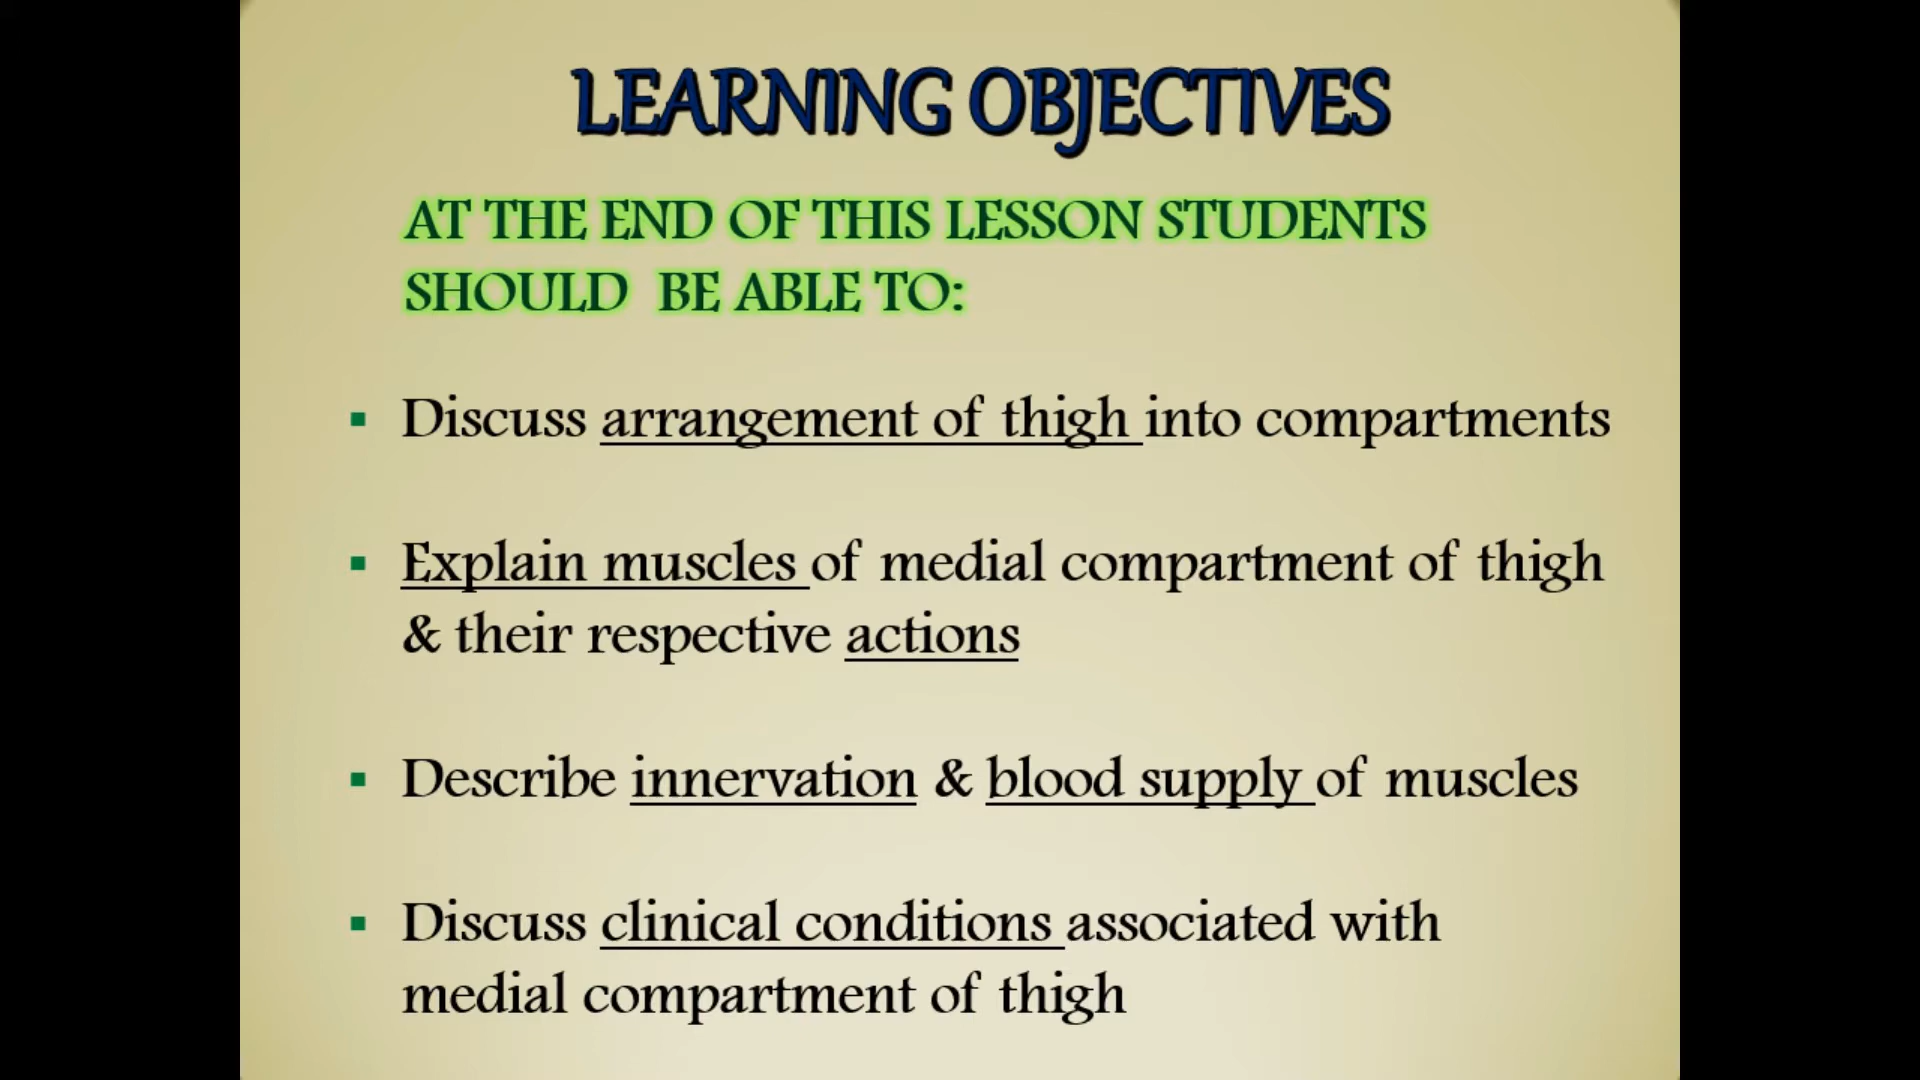 LEARNING OBJECTIVES
AT THE END OF THIS LESSON STUDENTS
SHOULD BE ABLE TO:
▪ Discuss arrangement of thigh into compartments
▪ Explain muscles of medial compartment of thigh
& their respective actions
▪ Describe innervation & blood supply of muscles
▪ Discuss clinical conditions associated with
medial compartment of thigh